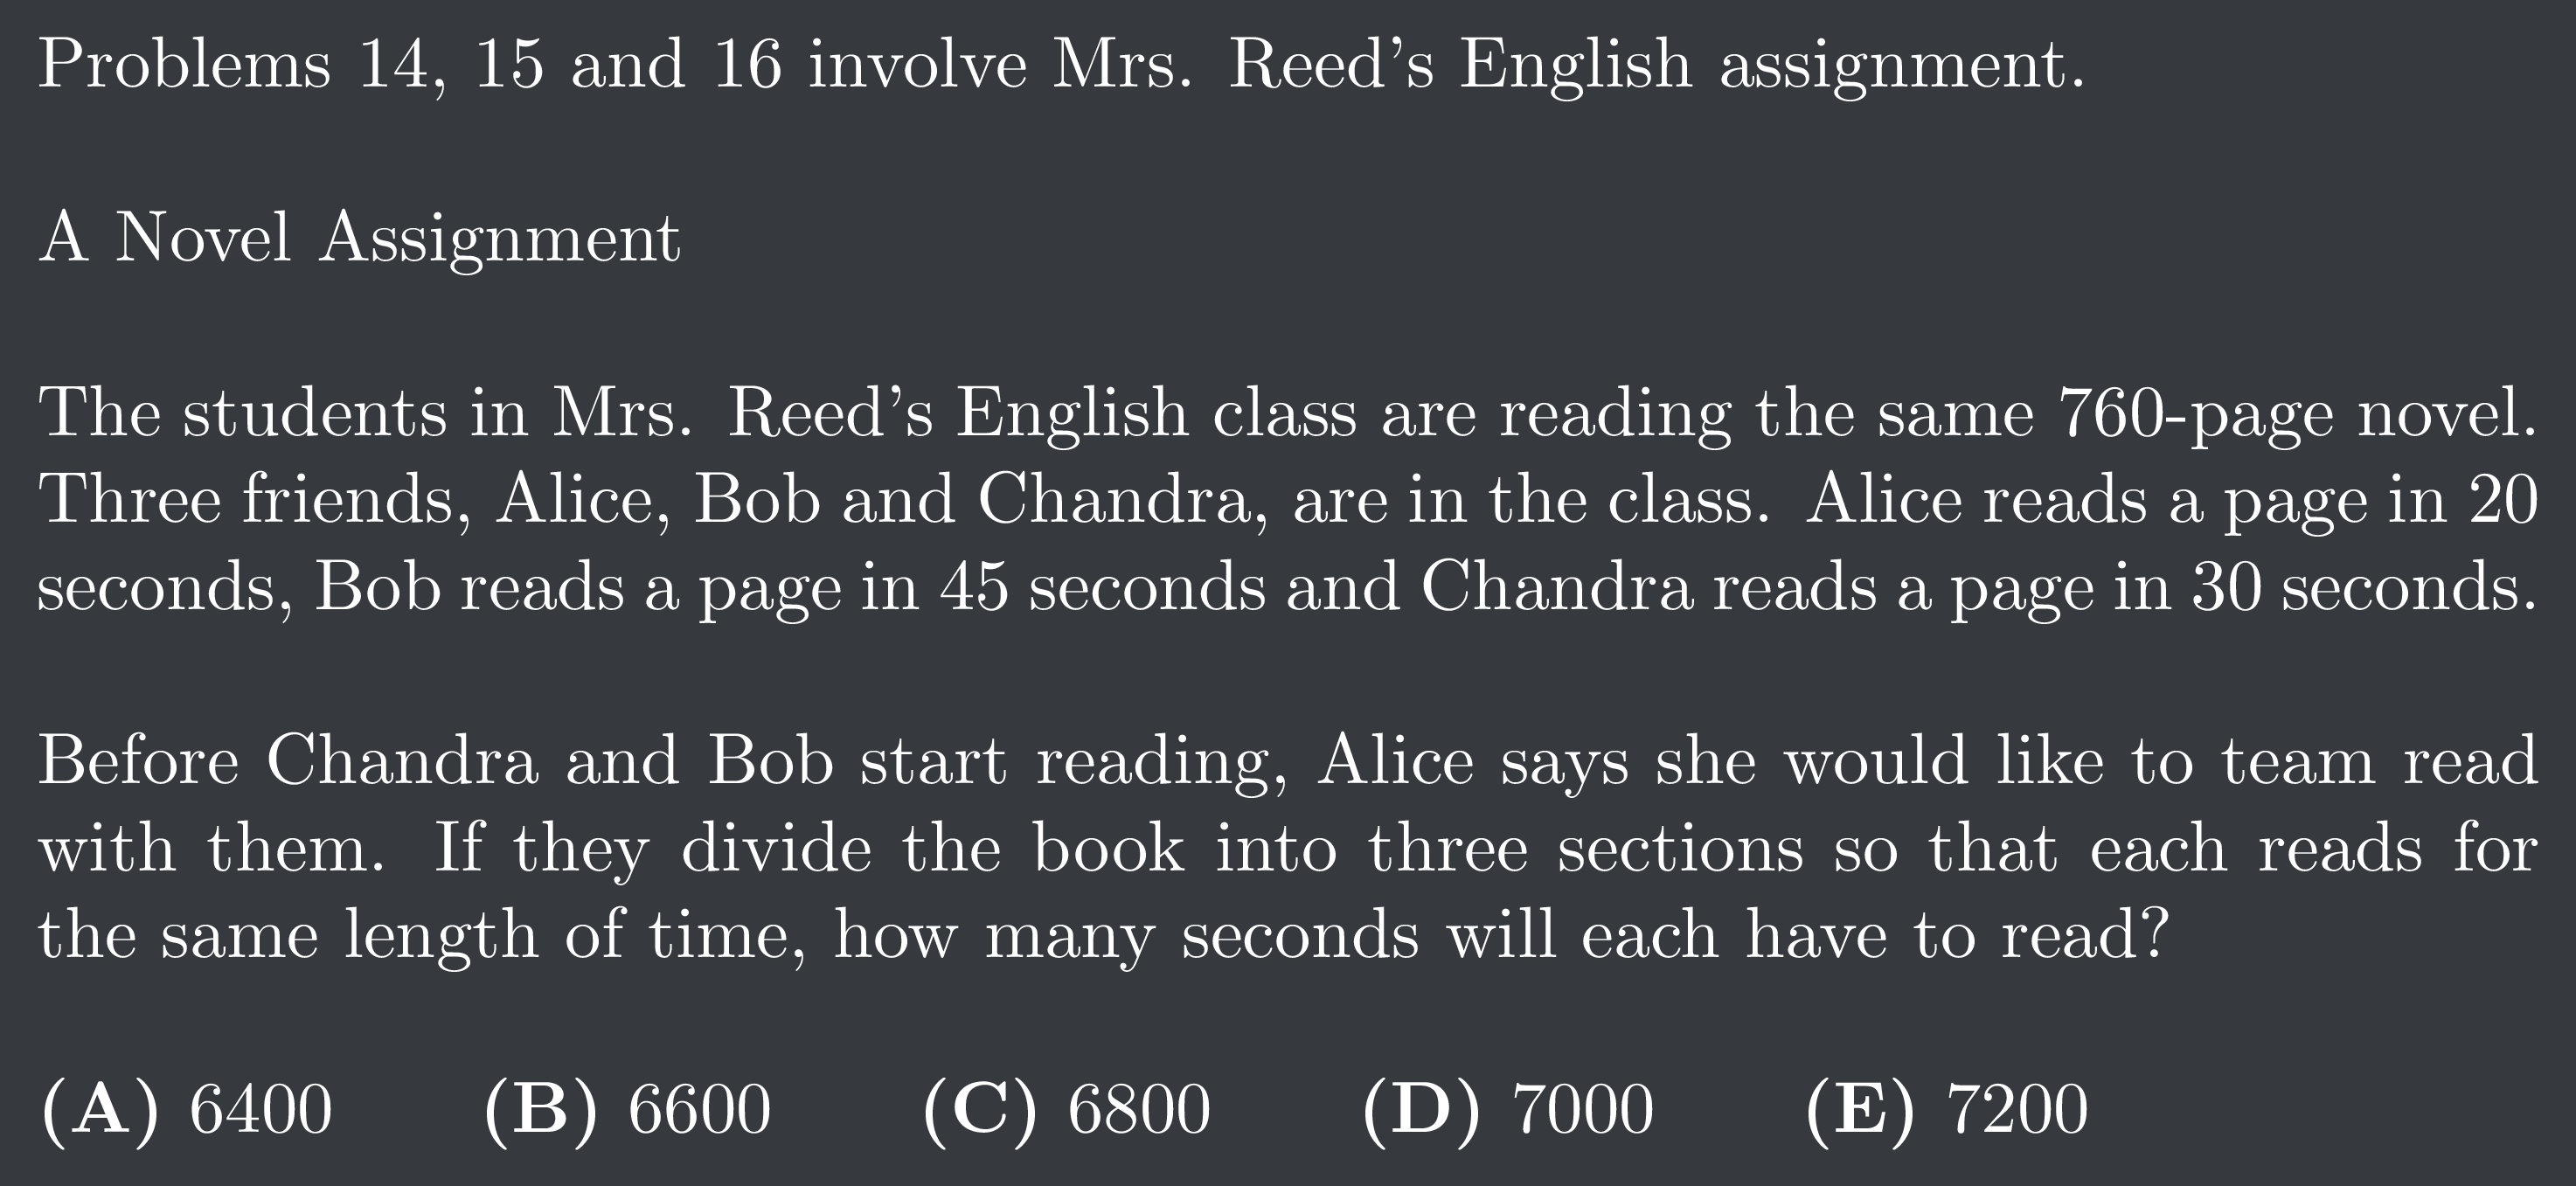 Problems 14, 15 and 16 involve Mrs. Reed's English assignment.
A Novel Assignment
The students in Mrs. Reed's English class are reading the same 760-page novel.
Three friends, Alice, Bob and Chandra, are in the class. Alice reads a page in 20
seconds, Bob reads a page in 45 seconds and Chandra reads a page in 30 seconds.
Before Chandra and Bob start reading, Alice says she would like to team read
with them. If they divide the book into three sections so that each reads for
the same length of time, how many seconds will each have to read?
(A) 6400 (B) 6600 (C) 6800 (D) 7000 (E) 7200